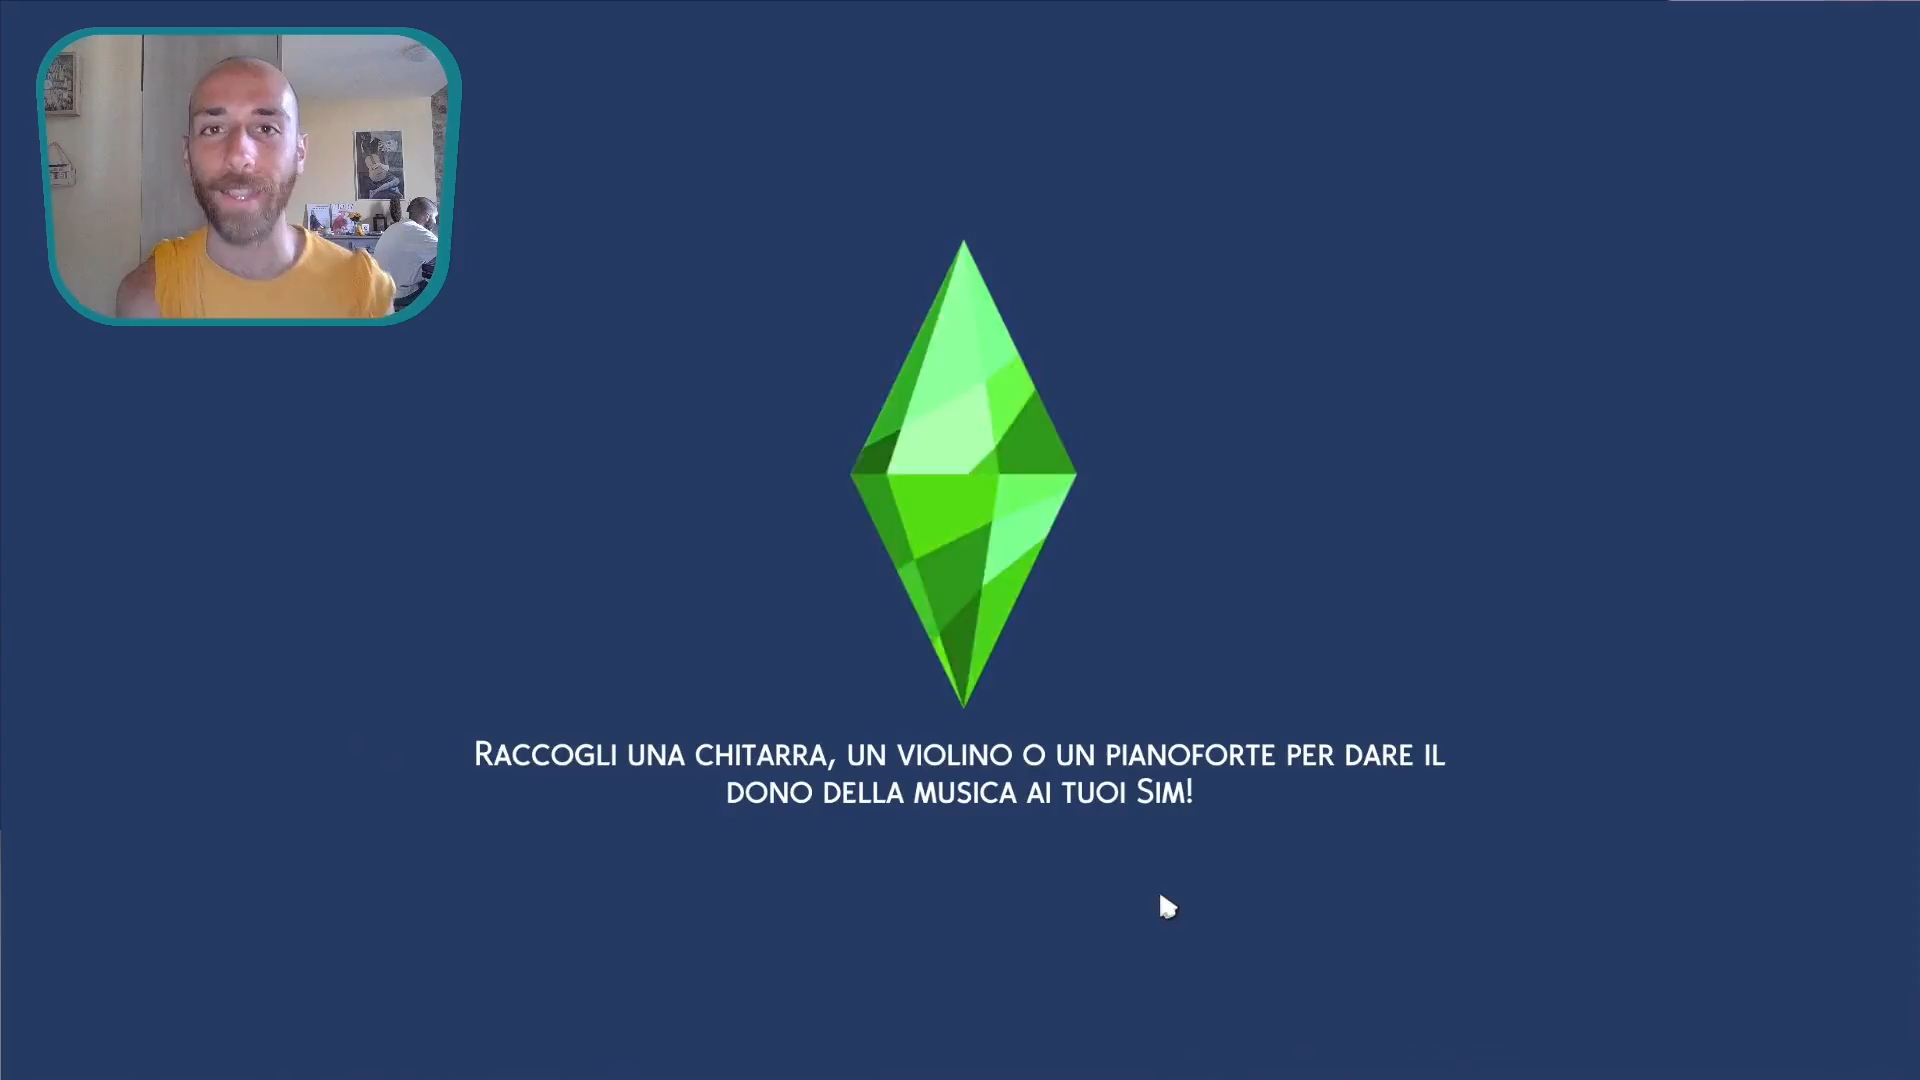 Raccogli una chitarra, un violino o un pianoforte per dare il
dono della musica ai tuoi Sim!